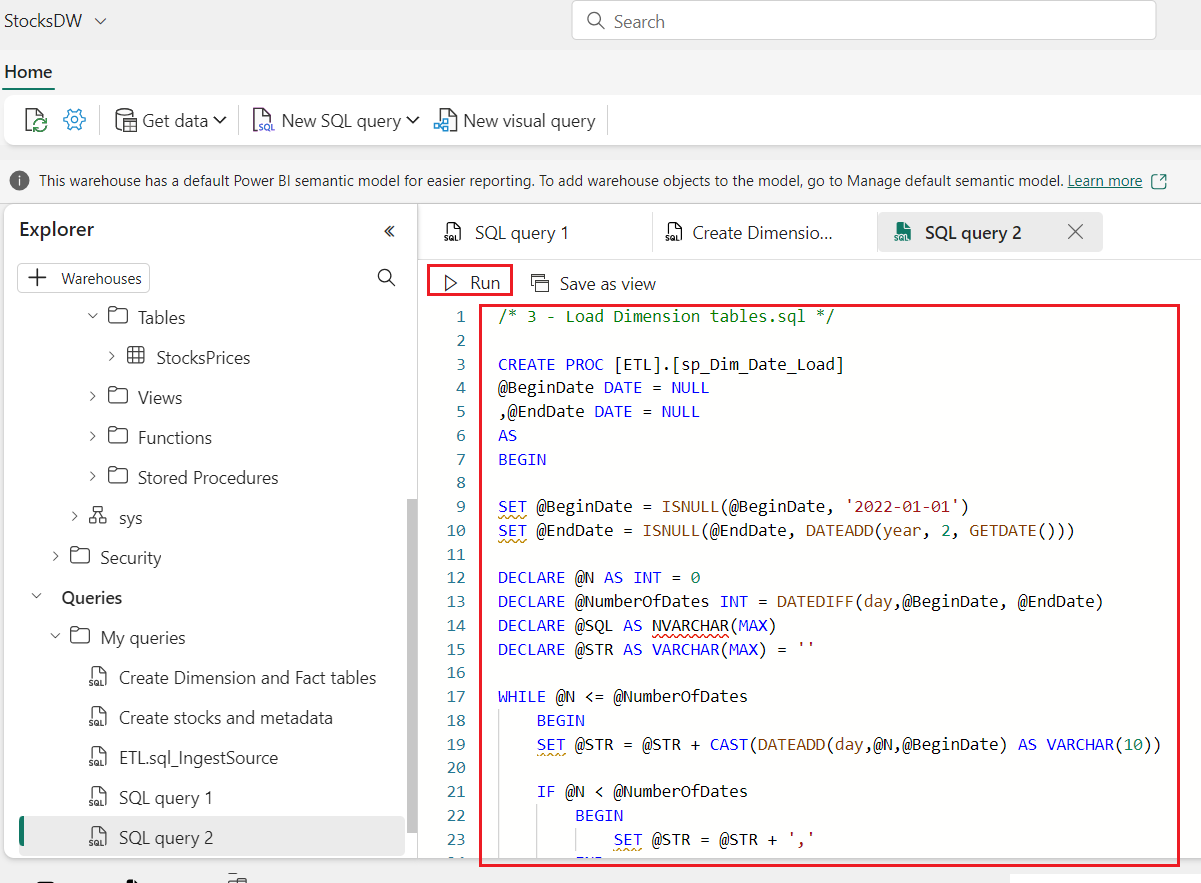 StocksDW
Search
Home
Get data
New SQL query
New visual query
This warehouse has a default Power BI semantic model for easier reporting. To add warehouse objects to the model, go to Manage default semantic model. Learn more
Explorer
Warehouses
Tables
StocksPrices
Views
Functions
Stored Procedures
sys
Security
Queries
My queries
Create Dimension and Fact tables
Create stocks and metadata
ETL.sql_IngestSource
SQL query 1
SQL query 2
SQL query 1
Create Dimensio...
SQL query 2
Run
Save as view
1 /* 3 - Load Dimension tables.sql */
2
3 CREATE PROC [ETL].[sp_Dim_Date_Load]
4 @BeginDate DATE = NULL
5 ,@EndDate DATE = NULL
6 AS
7 BEGIN
8
9 SET @BeginDate = ISNULL(@BeginDate, '2022-01-01')
10 SET @EndDate = ISNULL(@EndDate, DATEADD(year, 2, GETDATE()))
11
12 DECLARE @N AS INT = 0
13 DECLARE @NumberOfDates INT = DATEDIFF(day,@BeginDate, @EndDate)
14 DECLARE @SQL AS NVARCHAR(MAX)
15 DECLARE @STR AS VARCHAR(MAX) = ''
16
17 WHILE @N <= @NumberOfDates
18 BEGIN
19 SET @STR = @STR + CAST(DATEADD(day,@N,@BeginDate) AS VARCHAR(10))
20
21 IF @N < @NumberOfDates
22 BEGIN
23 SET @STR = @STR + ','